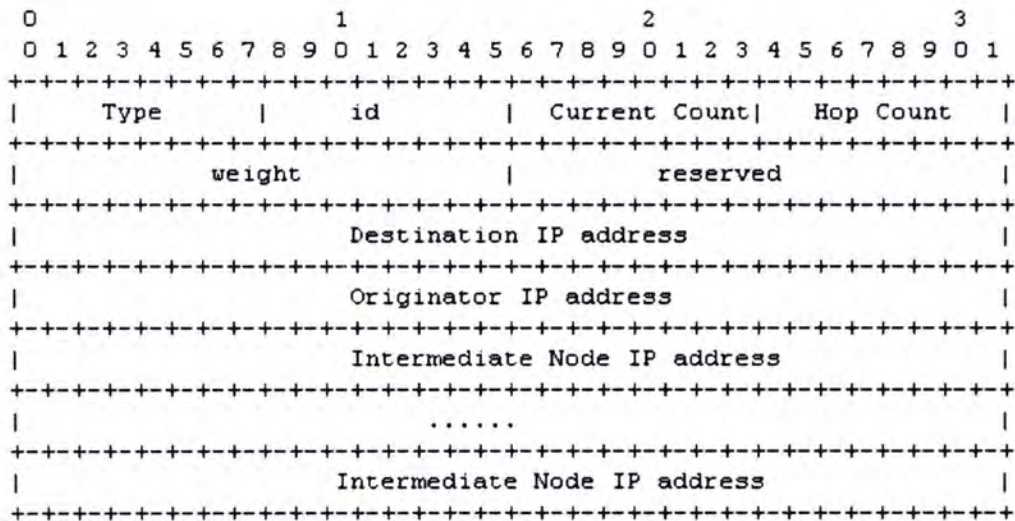 0                   1                   2                   3
0 1 2 3 4 5 6 7 8 9 0 1 2 3 4 5 6 7 8 9 0 1 2 3 4 5 6 7 8 9 0 1
+-+-+-+-+-+-+-+-+-+-+-+-+-+-+-+-+-+-+-+-+-+-+-+-+-+-+-+-+-+-+-+-+
|     Type      |     id        |  Current Count|   Hop Count   |
+-+-+-+-+-+-+-+-+-+-+-+-+-+-+-+-+-+-+-+-+-+-+-+-+-+-+-+-+-+-+-+-+
|            weight             |         reserved              |
+-+-+-+-+-+-+-+-+-+-+-+-+-+-+-+-+-+-+-+-+-+-+-+-+-+-+-+-+-+-+-+-+
|                     Destination IP address                    |
+-+-+-+-+-+-+-+-+-+-+-+-+-+-+-+-+-+-+-+-+-+-+-+-+-+-+-+-+-+-+-+-+
|                     Originator IP address                     |
+-+-+-+-+-+-+-+-+-+-+-+-+-+-+-+-+-+-+-+-+-+-+-+-+-+-+-+-+-+-+-+-+
|                     Intermediate Node IP address              |
+-+-+-+-+-+-+-+-+-+-+-+-+-+-+-+-+-+-+-+-+-+-+-+-+-+-+-+-+-+-+-+-+
|                          ......                               |
+-+-+-+-+-+-+-+-+-+-+-+-+-+-+-+-+-+-+-+-+-+-+-+-+-+-+-+-+-+-+-+-+
|                    Intermediate Node IP address               |
+-+-+-+-+-+-+-+-+-+-+-+-+-+-+-+-+-+-+-+-+-+-+-+-+-+-+-+-+-+-+-+-+